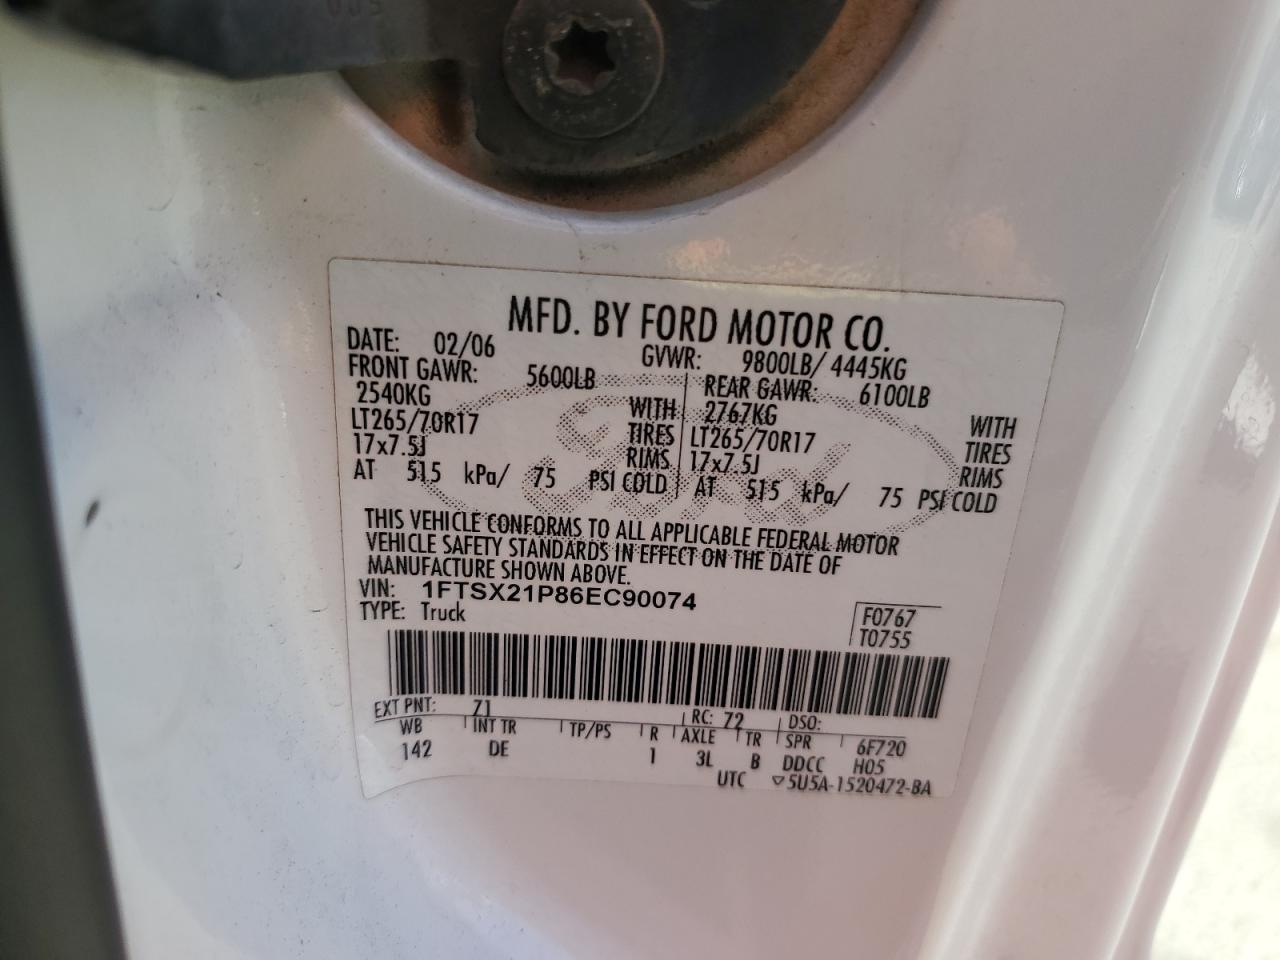 MFD. BY FORD MOTOR CO.
DATE: 02/06 GVWR: 9800LB/ 4445KG
FRONT GAWR: 5600LB REAR GAWR: 6100LB
2540KG WITH 2767KG WITH
LT265/70R17 TIRES LT265/70R17 TIRES
17x7.5J RIMS 17x7.5J RIMS
AT 515 kPa/ 75 PSI COLD AT 515 kPa/ 75 PSI COLD
Ford
THIS VEHICLE CONFORMS TO ALL APPLICABLE FEDERAL MOTOR
VEHICLE SAFETY STANDARDS IN EFFECT ON THE DATE OF
MANUFACTURE SHOWN ABOVE.
VIN: 1FTSX21P86EC90074
TYPE: Truck F0767
T0755
EXT PNT: Z1 RC: 72 DSO:
WB INT TR TP/PS R AXLE TR SPR 6F720
142 DE 1 3L B DDCC H05
UTC ▽5U5A-1520472-BA